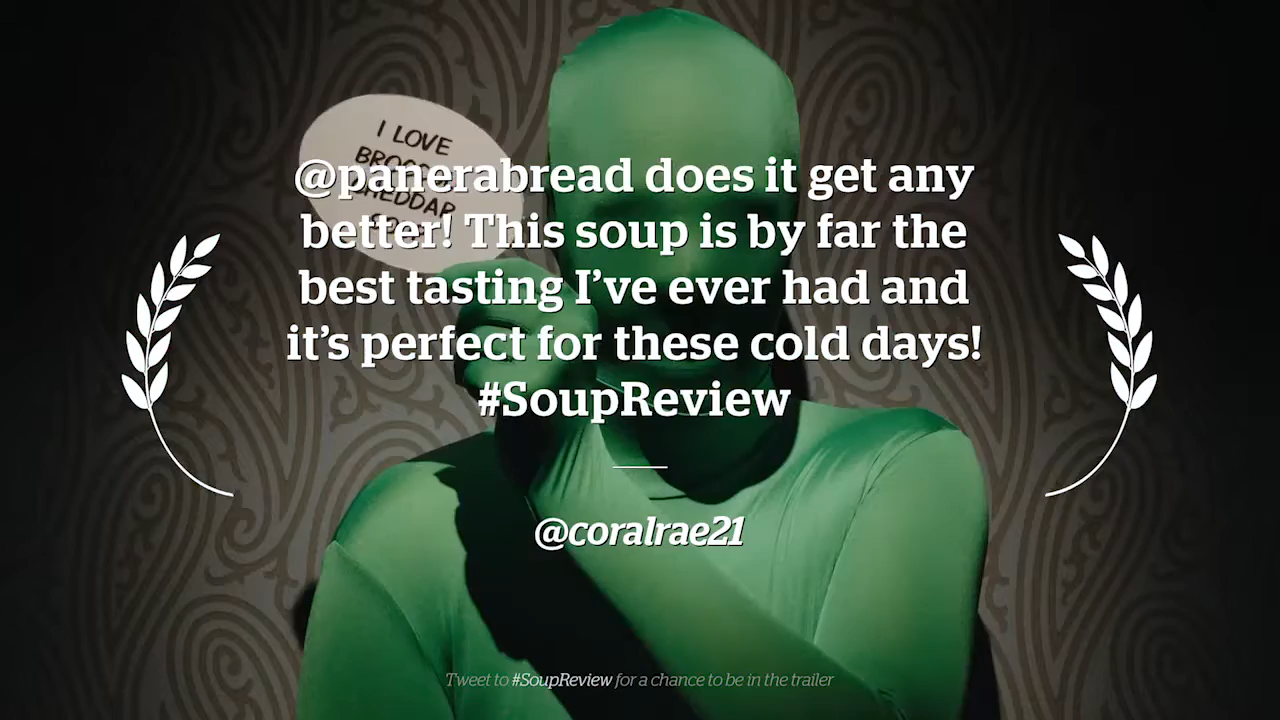 I LOVE
CHEDDAR
@panerabread does it get any
better! This soup is by far the
best tasting I’ve ever had and
it’s perfect for these cold days!
#SoupReview
@coralrae21
Tweet to #SoupReview for a chance to be in the trailer